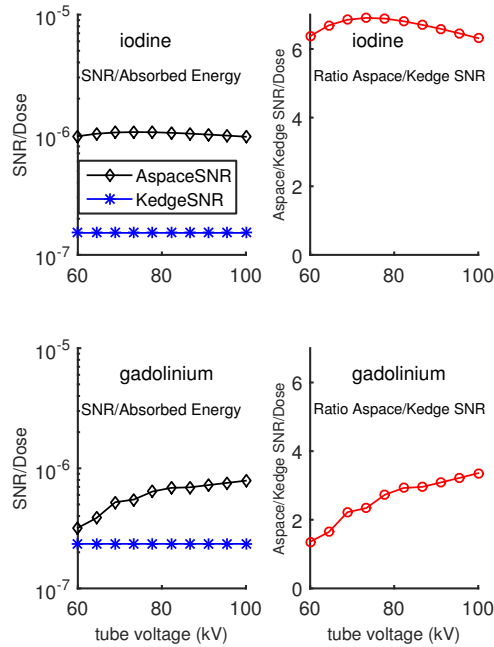 10^-5
iodine
SNR/Absorbed Energy
SNR/Dose
10^-6
AspaceSNR
KedgeSNR
10^-7
60
80
100
iodine
Ratio Aspace/Kedge SNR
Aspace/Kedge SNR/Dose
6
4
2
0
60
80
100
10^-5
gadolinium
SNR/Absorbed Energy
SNR/Dose
10^-6
10^-7
60
80
100
tube voltage (kV)
gadolinium
Ratio Aspace/Kedge SNR
Aspace/Kedge SNR/Dose
6
4
2
0
60
80
100
tube voltage (kV)